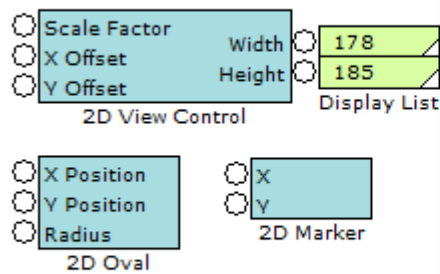 Scale Factor
X Offset
Y Offset
Width 178
Height 185
2D View Control
Display List
X Position
Y Position
Radius
2D Oval
X
Y
2D Marker